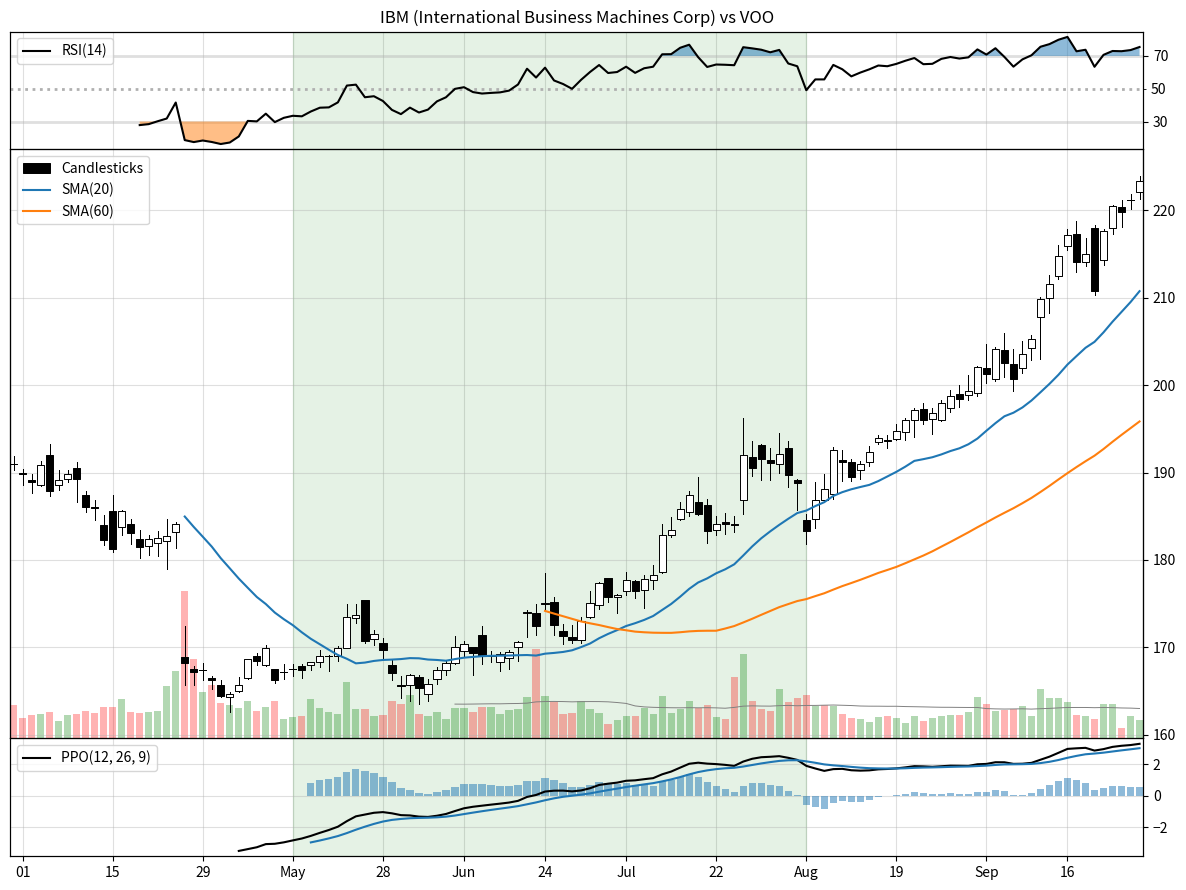 IBM (International Business Machines Corp) vs VOO
RSI(14)
70
50
30
Candlesticks
SMA(20)
SMA(60)
220
210
200
190
180
170
160
PPO(12, 26, 9)
2
0
−2
01 15 29 May 28 Jun 24 Jul 22 Aug 19 Sep 16